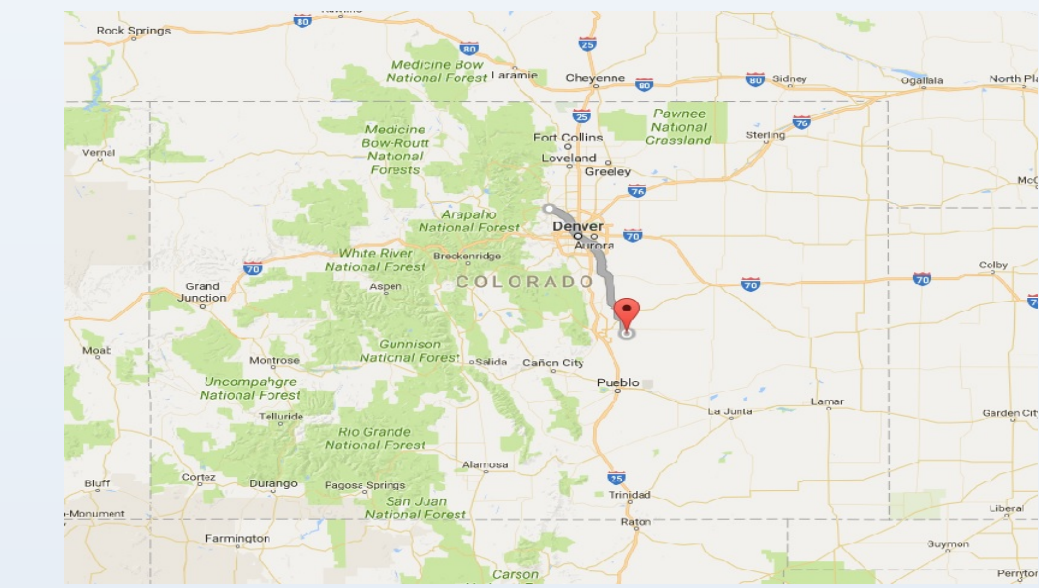 Rock Springs
80
25
80
Medicine Bow
National Forest
Laramie
Cheyenne
80
80
Sidney
Ogallala
North Pl
25
Pawnee
National
Grassland
76
Sterling
Medicine
Bow-Routt
National
Forests
Fort Collins
Vernal
Loveland
Greeley
McC
76
Arapaho
National Forest
Denver
70
Aurora
White River
National Forest
Breckenridge
70
COLORADO
Colby
70
70
7
Grand
Junction
Aspen
Gunnison
National Forest
Moab
Montrose
Salida
Cañon City
Uncompahgre
National Forest
Pueblo
Telluride
La Junta
Lamar
Garden City
Rio Grande
National Forest
Alamosa
25
Cortez
Durango
Pagosa Springs
Bluff
Trinidad
San Juan
National Forest
Liberal
-Monument
Raton
Farmington
Guymon
Carson
Perryton